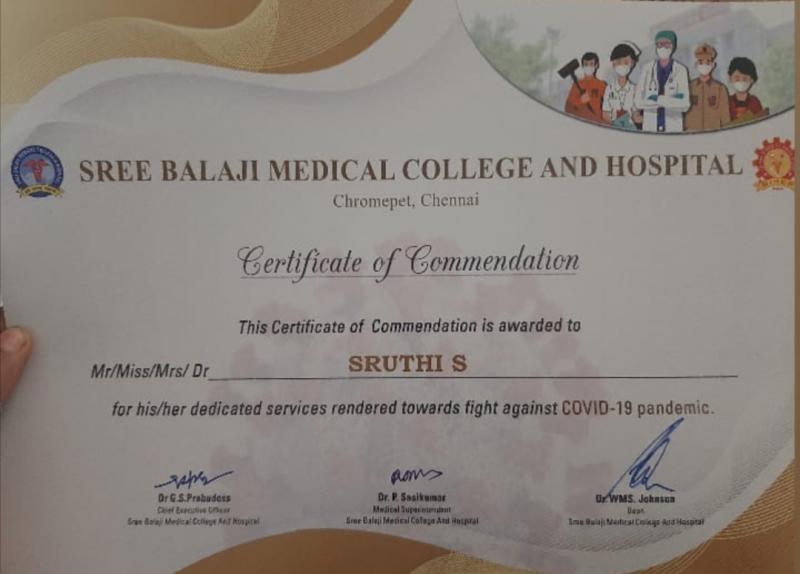 SREE BALAJI MEDICAL COLLEGE AND HOSPITAL
Chromepet, Chennai
Certificate of Commendation
This Certificate of Commendation is awarded to
Mr/Miss/Mrs/ Dr SRUTHI S
for his/her dedicated services rendered towards fight against COVID-19 pandemic.
Dr G.S.Prabudoss Dr. P. Sasikumar Dr.WMS. Johnson
Chief Executive Officer Medical Superintendent Dean
Sree Balaji Medical College And Hospital Sree Balaji Medical College And Hospital Sree Balaji Medical College And Hospital